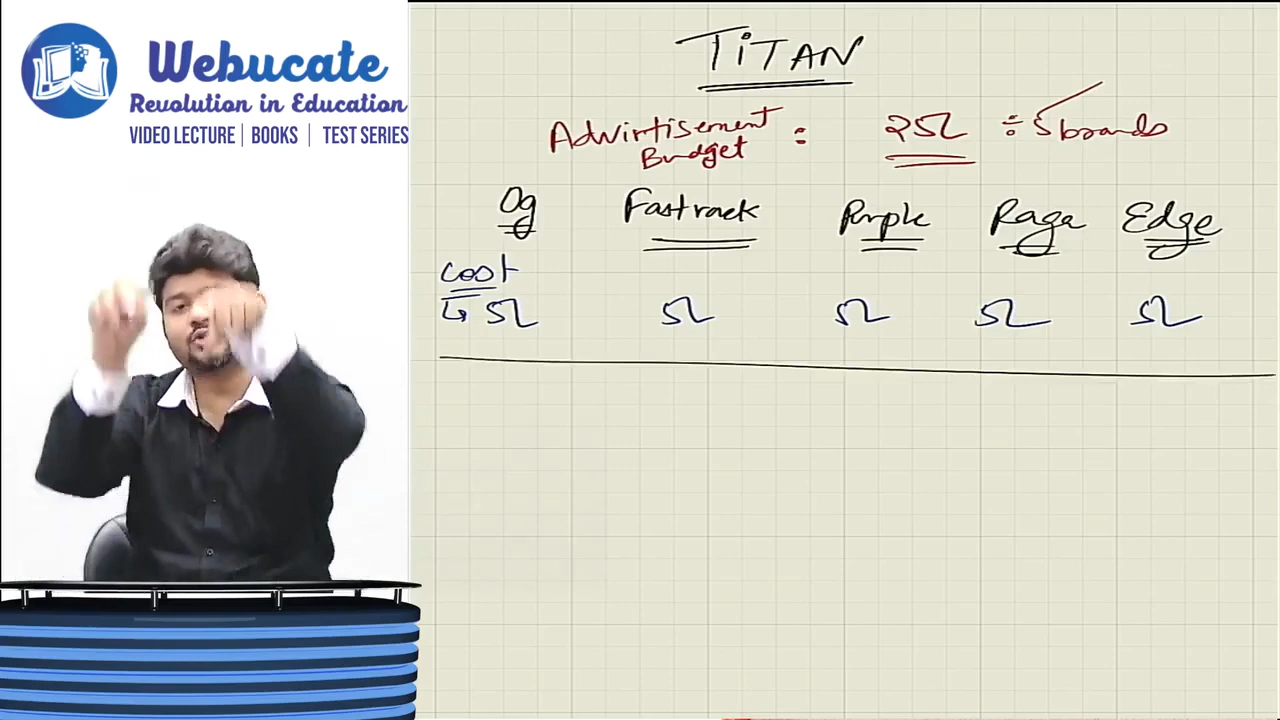 Webucate
Revolution in Education
VIDEO LECTURE | BOOKS | TEST SERIES
TiTAN
Advirtisement Budget : 25L ÷ 5 brands
Og Fastrack Purple Raga Edge
Cost
↳ 5L 5L 5L 5L 5L